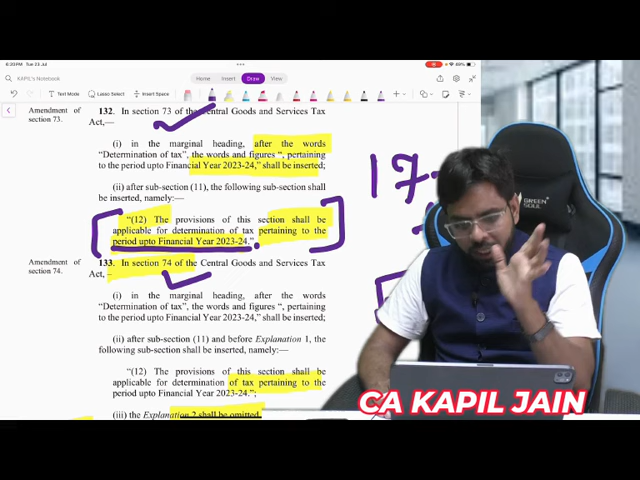 8:20 PM Tue 23 Jul
KAPIL's Notebook
Home Insert Draw View
Text Mode Lasso Select Insert Space
Amendment of section 73.
132. In section 73 of the Central Goods and Services Tax
Act,—
(i) in the marginal heading, after the words
“Determination of tax”, the words and figures “, pertaining
to the period upto Financial Year 2023-24,” shall be inserted;
(ii) after sub-section (11), the following sub-section shall
be inserted, namely:—
“(12) The provisions of this section shall be
applicable for determination of tax pertaining to the
period upto Financial Year 2023-24.”.
Amendment of section 74.
133. In section 74 of the Central Goods and Services Tax
Act,–
(i) in the marginal heading, after the words
“Determination of tax”, the words and figures “, pertaining
to the period upto Financial Year 2023-24,” shall be inserted;
(ii) after sub-section (11) and before Explanation 1, the
following sub-section shall be inserted, namely:—
“(12) The provisions of this section shall be
applicable for determination of tax pertaining to the
period upto Financial Year 2023-24.”;
(iii) the Explanation 2 shall be omitted.
17
GREEN SOUL
CA KAPIL JAIN